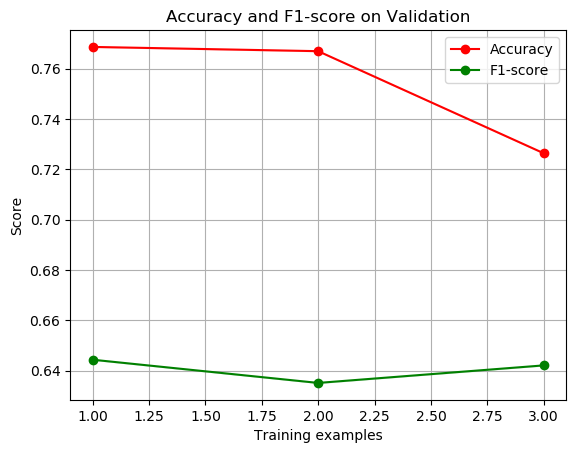 Accuracy and F1-score on Validation
Accuracy
F1-score
Score
0.76
0.74
0.72
0.70
0.68
0.66
0.64
1.00 1.25 1.50 1.75 2.00 2.25 2.50 2.75 3.00
Training examples